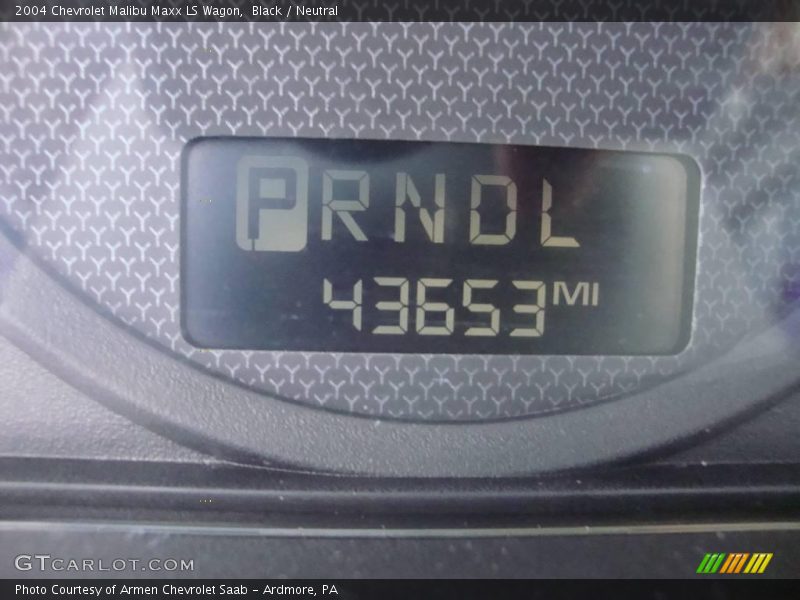 2004 Chevrolet Malibu Maxx LS Wagon,  Black / Neutral
P R N D L
43653 MI
GTCARLOT.COM
Photo Courtesy of Armen Chevrolet Saab - Ardmore, PA